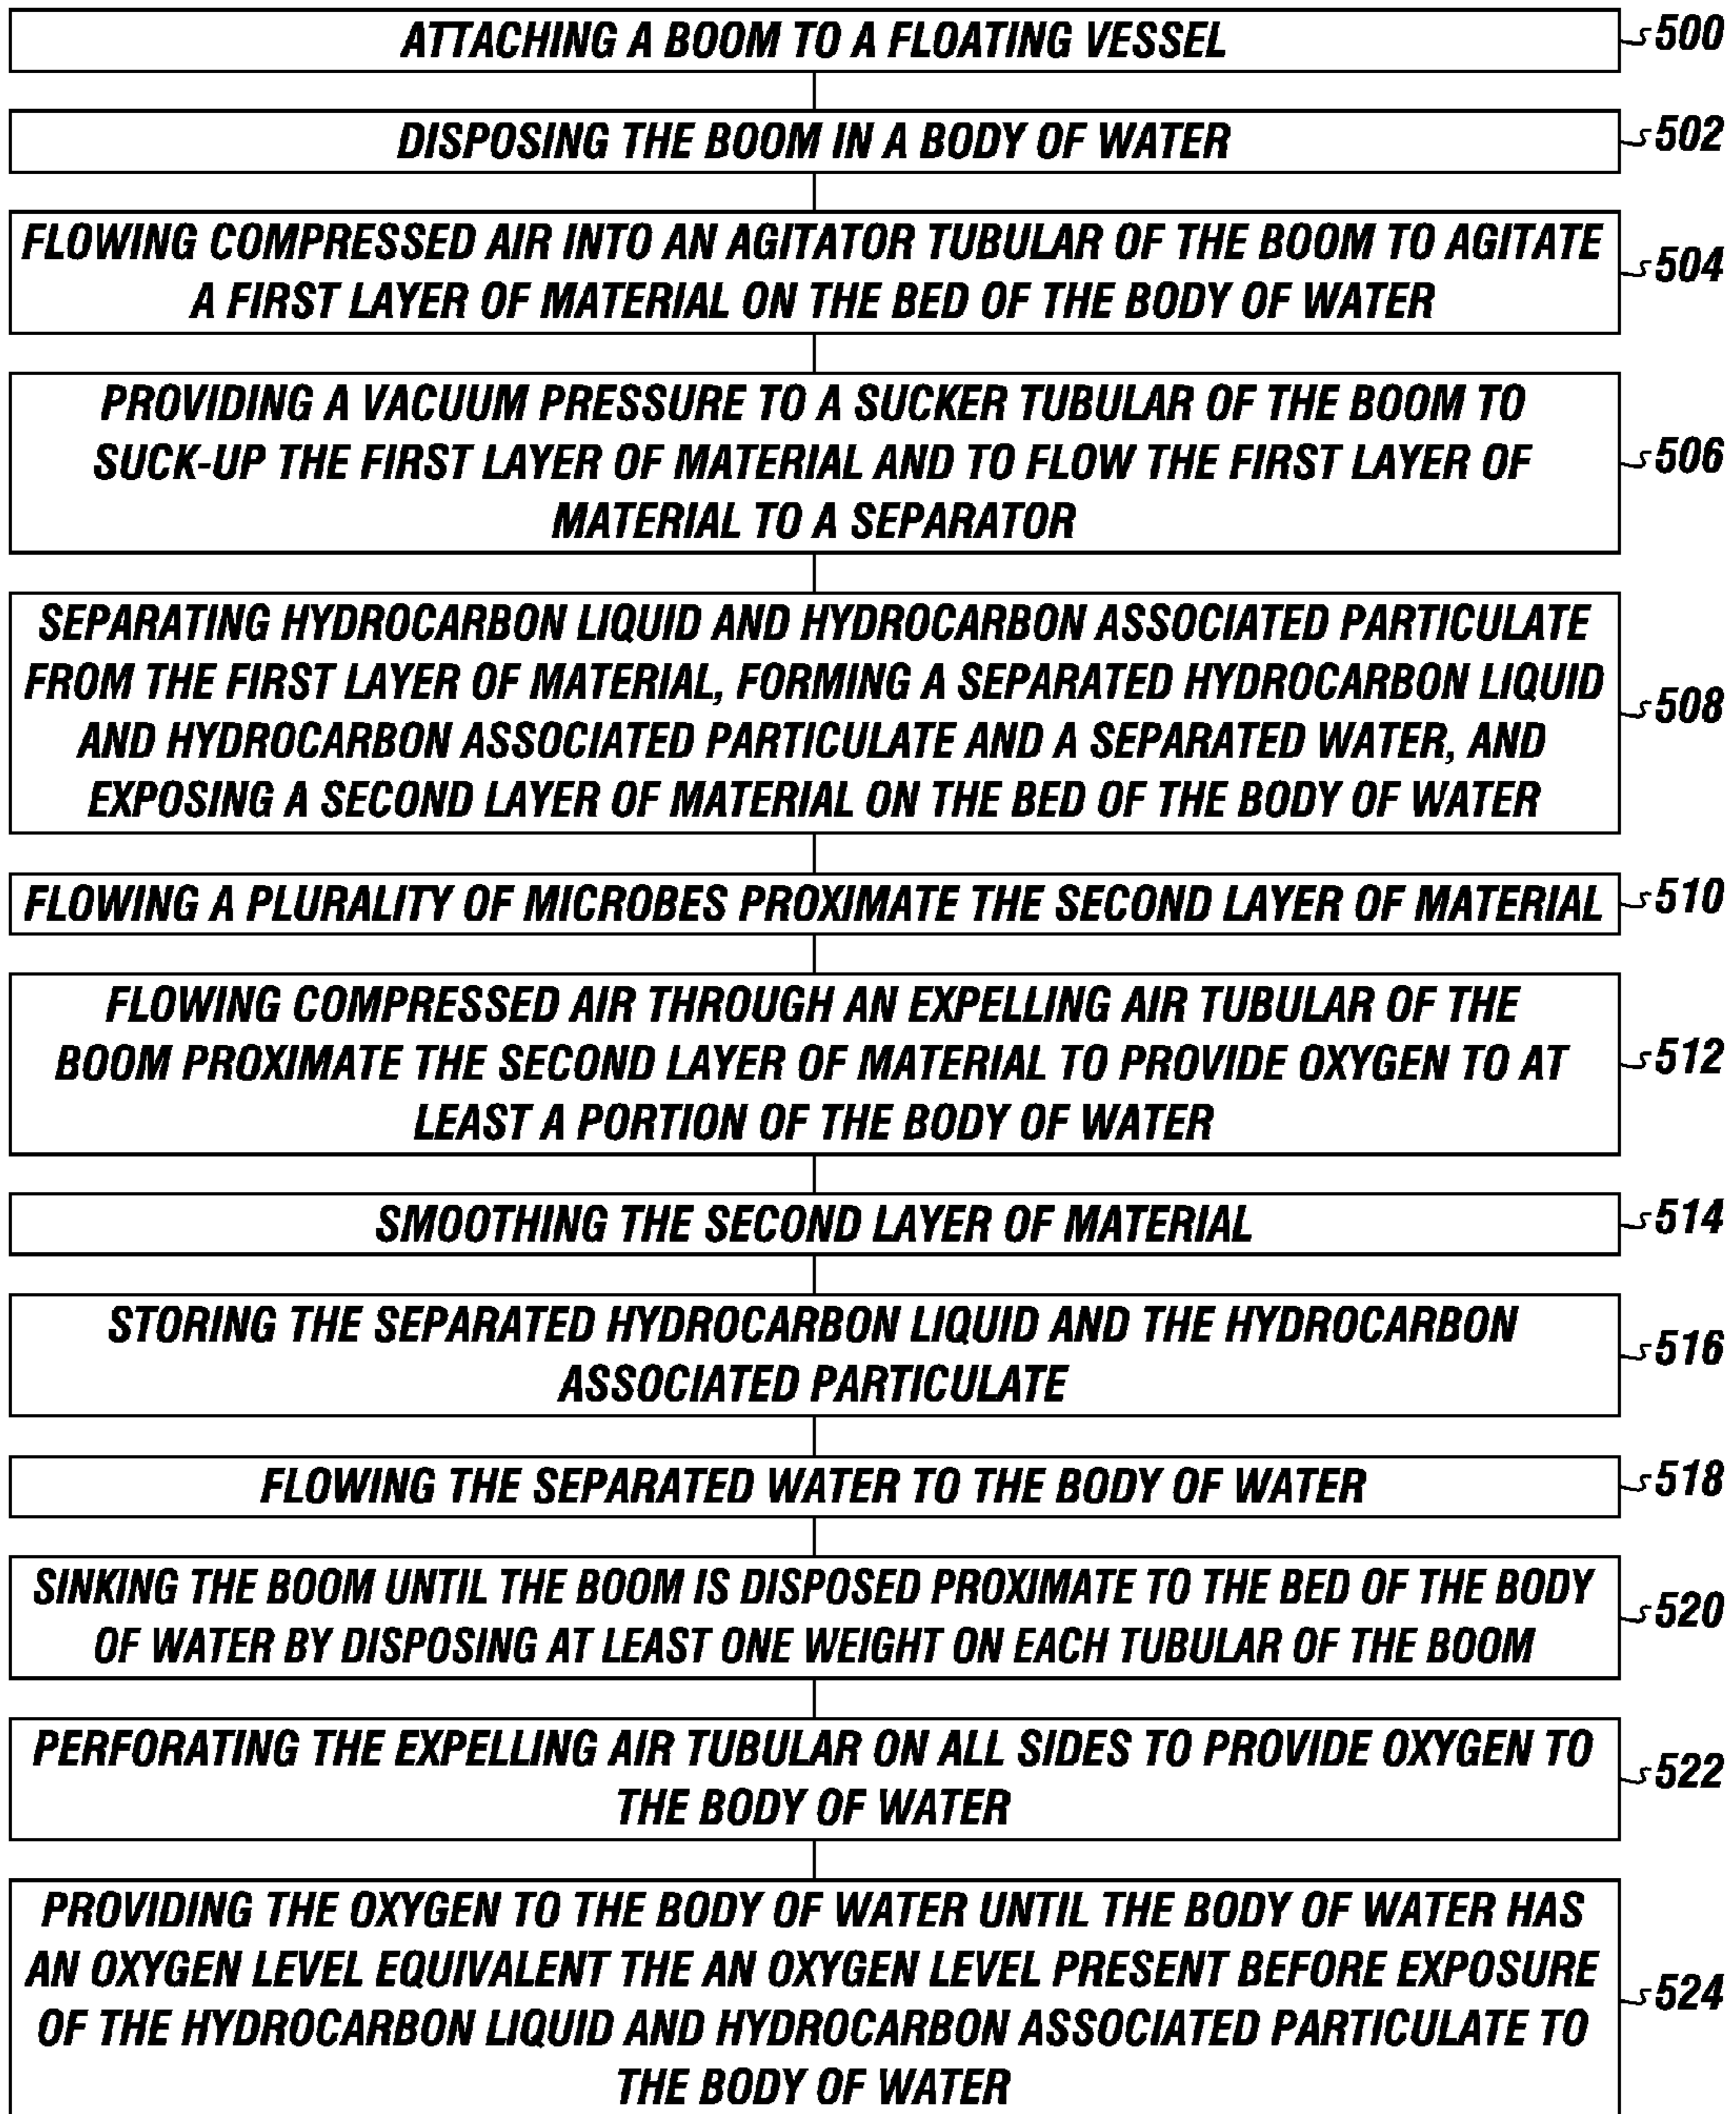 ATTACHING A BOOM TO A FLOATING VESSEL
500
DISPOSING THE BOOM IN A BODY OF WATER
502
FLOWING COMPRESSED AIR INTO AN AGITATOR TUBULAR OF THE BOOM TO AGITATE
A FIRST LAYER OF MATERIAL ON THE BED OF THE BODY OF WATER
504
PROVIDING A VACUUM PRESSURE TO A SUCKER TUBULAR OF THE BOOM TO
SUCK-UP THE FIRST LAYER OF MATERIAL AND TO FLOW THE FIRST LAYER OF
MATERIAL TO A SEPARATOR
506
SEPARATING HYDROCARBON LIQUID AND HYDROCARBON ASSOCIATED PARTICULATE
FROM THE FIRST LAYER OF MATERIAL, FORMING A SEPARATED HYDROCARBON LIQUID
AND HYDROCARBON ASSOCIATED PARTICULATE AND A SEPARATED WATER, AND
EXPOSING A SECOND LAYER OF MATERIAL ON THE BED OF THE BODY OF WATER
508
FLOWING A PLURALITY OF MICROBES PROXIMATE THE SECOND LAYER OF MATERIAL
510
FLOWING COMPRESSED AIR THROUGH AN EXPELLING AIR TUBULAR OF THE
BOOM PROXIMATE THE SECOND LAYER OF MATERIAL TO PROVIDE OXYGEN TO AT
LEAST A PORTION OF THE BODY OF WATER
512
SMOOTHING THE SECOND LAYER OF MATERIAL
514
STORING THE SEPARATED HYDROCARBON LIQUID AND THE HYDROCARBON
ASSOCIATED PARTICULATE
516
FLOWING THE SEPARATED WATER TO THE BODY OF WATER
518
SINKING THE BOOM UNTIL THE BOOM IS DISPOSED PROXIMATE TO THE BED OF THE BODY
OF WATER BY DISPOSING AT LEAST ONE WEIGHT ON EACH TUBULAR OF THE BOOM
520
PERFORATING THE EXPELLING AIR TUBULAR ON ALL SIDES TO PROVIDE OXYGEN TO
THE BODY OF WATER
522
PROVIDING THE OXYGEN TO THE BODY OF WATER UNTIL THE BODY OF WATER HAS
AN OXYGEN LEVEL EQUIVALENT THE AN OXYGEN LEVEL PRESENT BEFORE EXPOSURE
OF THE HYDROCARBON LIQUID AND HYDROCARBON ASSOCIATED PARTICULATE TO
THE BODY OF WATER
524